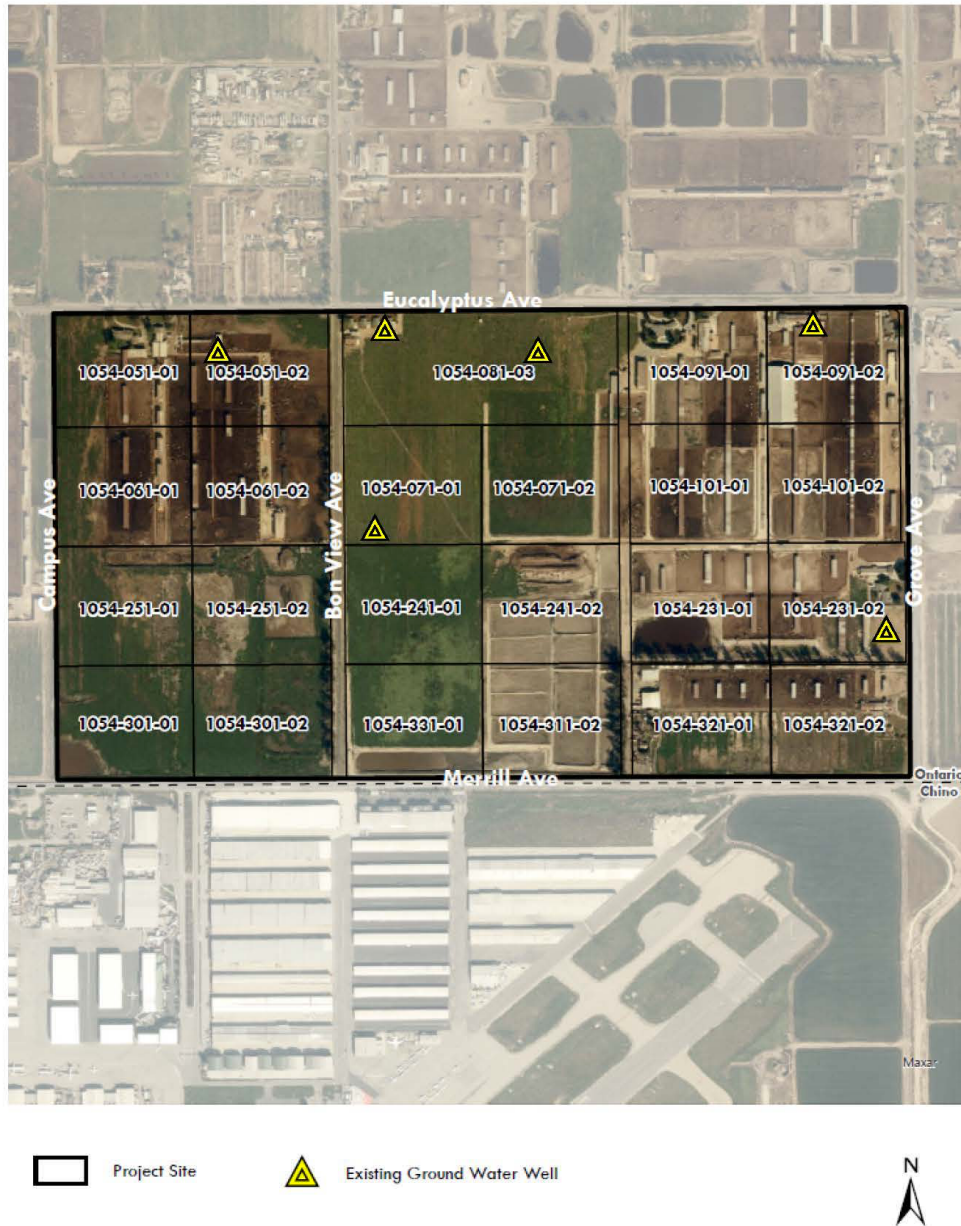 Eucalyptus Ave
1054-051-01
1054-051-02
1054-081-03
1054-091-01
1054-091-02
1054-061-01
1054-061-02
1054-071-01
1054-071-02
1054-101-01
1054-101-02
Campus Ave
Bon View Ave
Grove Ave
1054-251-01
1054-251-02
1054-241-01
1054-241-02
1054-231-01
1054-231-02
1054-301-01
1054-301-02
1054-331-01
1054-311-02
1054-321-01
1054-321-02
Merrill Ave
Ontario
Chino
Maxar
Project Site
Existing Ground Water Well
N